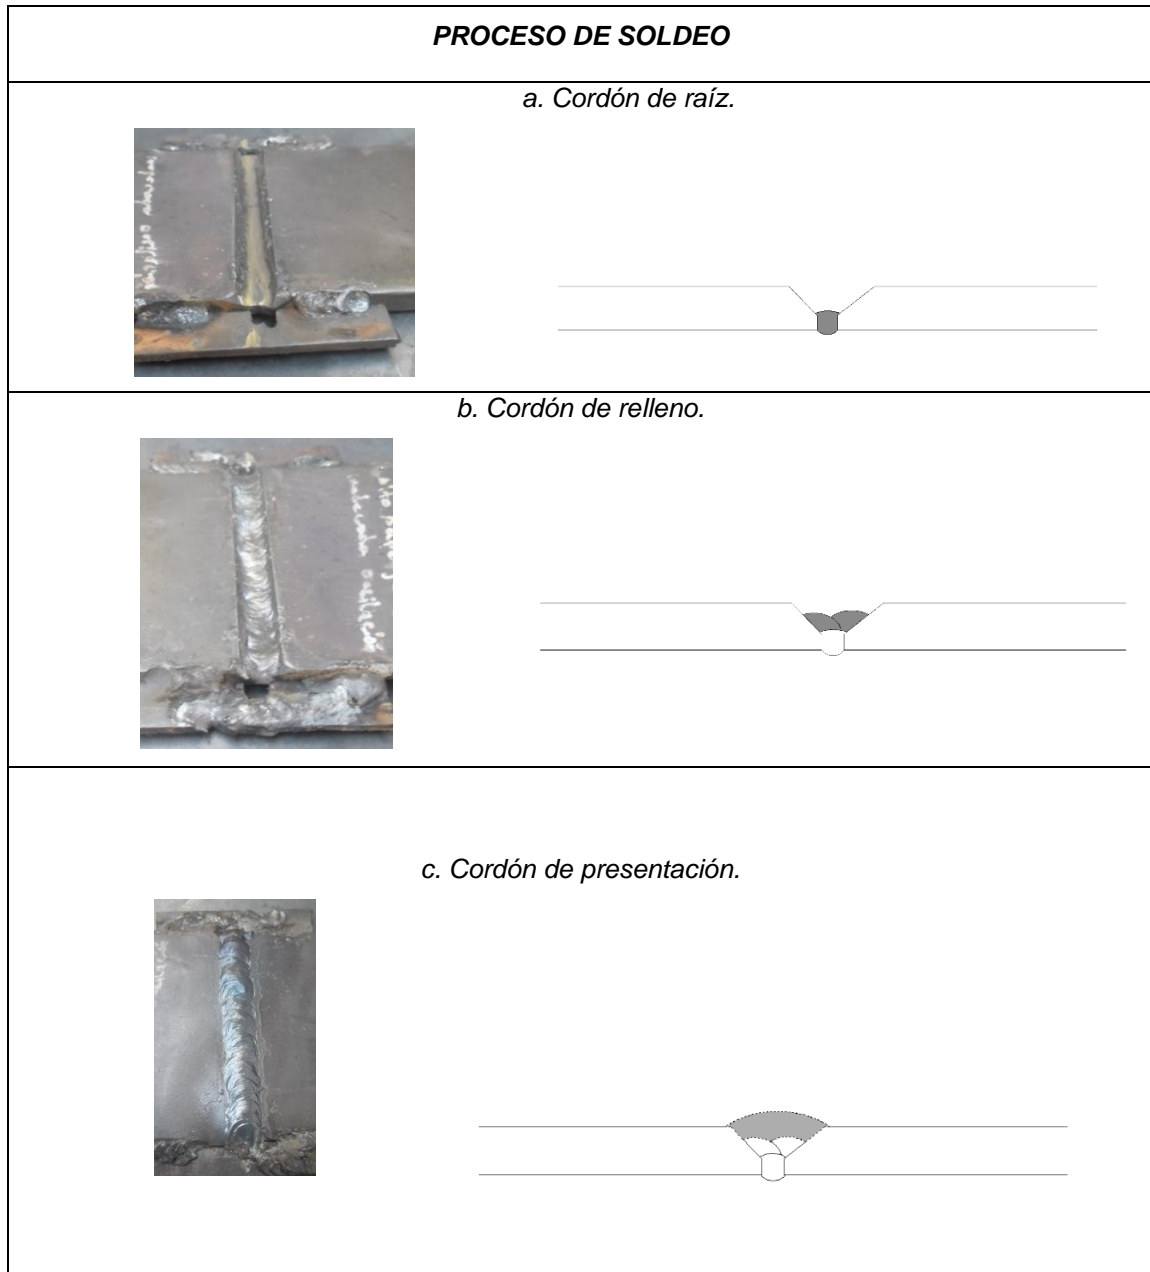 PROCESO DE SOLDEO
a. Cordón de raíz.
b. Cordón de relleno.
c. Cordón de presentación.